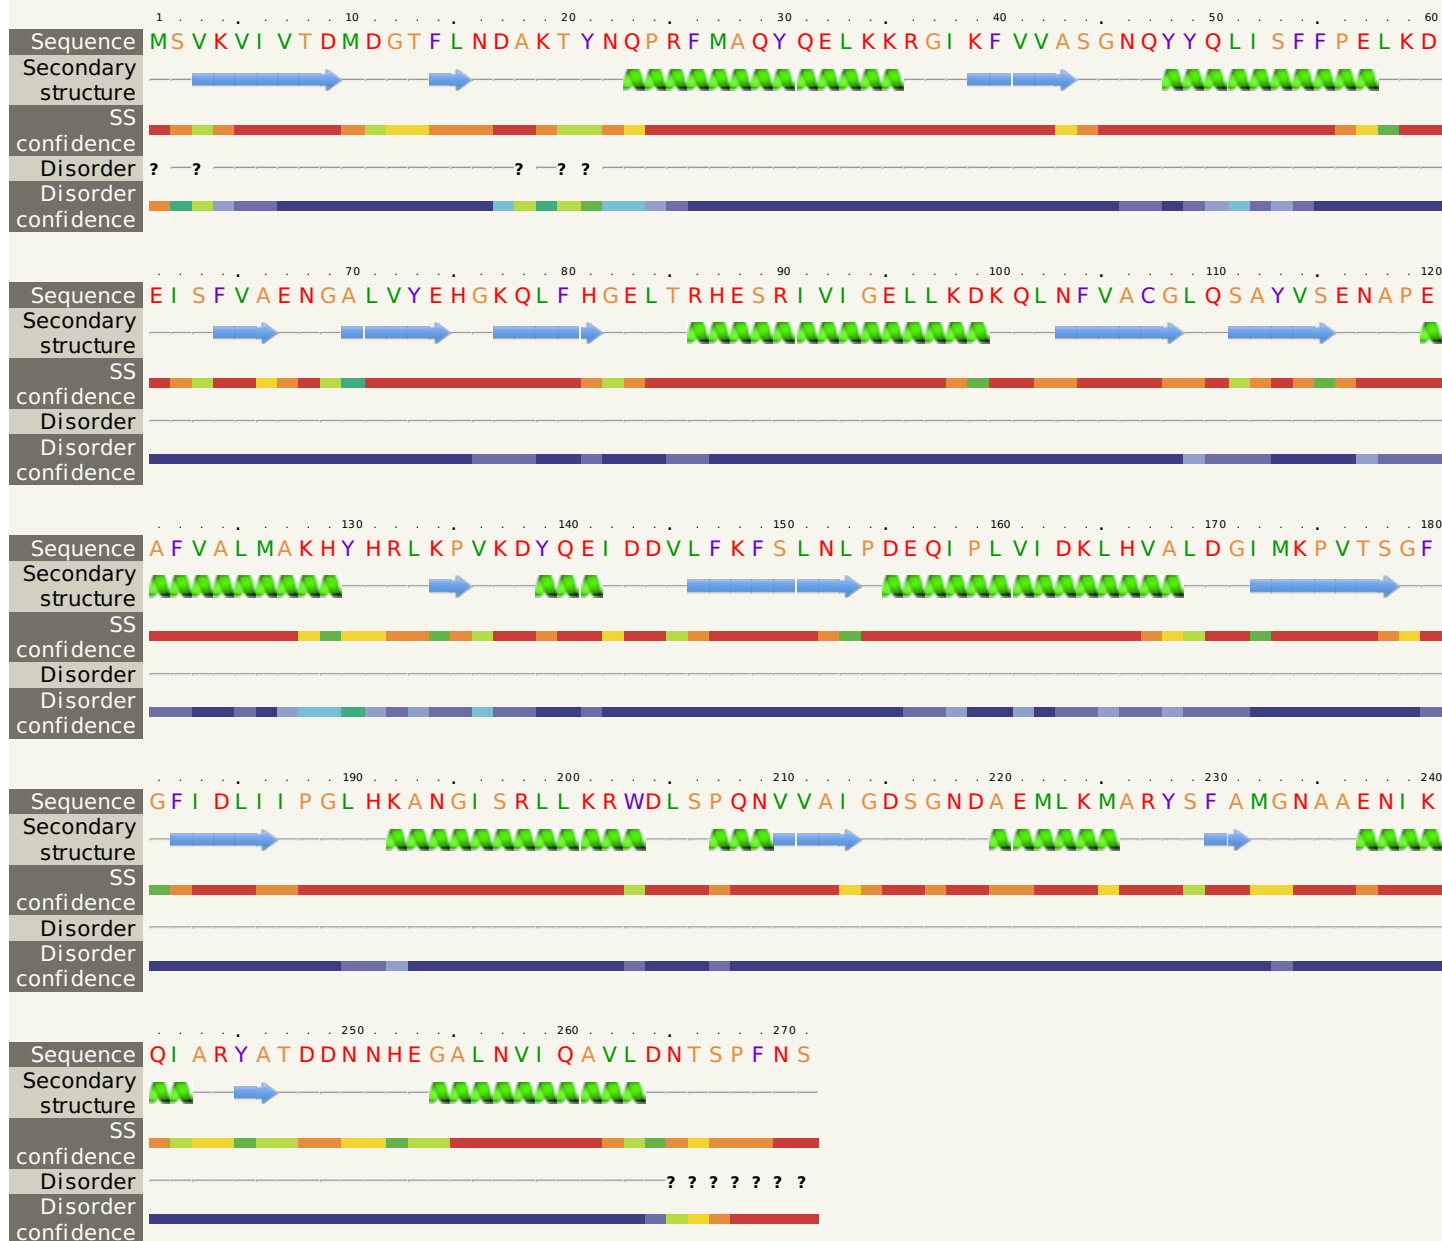 1 . . . . 10 . . . . 20 . . . . 30 . . . . 40 . . . . 50 . . . . 60
Sequence MSVKVIVTDMDGTFLNDAKTYNQPRFMAQYQELKKRGIKFVVASGNQYYQLISFFPELKD
Secondary
structure
SS
confidence
Disorder ? ? ? ? ?
Disorder
confidence
. . . . 70 . . . . 80 . . . . 90 . . . . 100 . . . . 110 . . . . 120
Sequence EISFVAENGALVYEHGKQLFHGELTRHESRIVIGELLKDKQLNFVACGLQSAYVSENAPE
Secondary
structure
SS
confidence
Disorder
Disorder
confidence
. . . . 130 . . . . 140 . . . . 150 . . . . 160 . . . . 170 . . . . 180
Sequence AFVALMAKHYHRLKPVKDYQEIDDVLFKFSLNLPDEQIPLVIDKLHVALDGIMKPVTSGF
Secondary
structure
SS
confidence
Disorder
Disorder
confidence
. . . . 190 . . . . 200 . . . . 210 . . . . 220 . . . . 230 . . . . 240
Sequence GFIDLIIPGLHKANGISRLLKRWDLSPQNVVAIGDSGNDAEMLKMARYSFAMGNAAENIK
Secondary
structure
SS
confidence
Disorder
Disorder
confidence
. . . . 250 . . . . 260 . . . . 270 .
Sequence QIARYATDDNNHEGALNVIQAVLDNTSPFNS
Secondary
structure
SS
confidence
Disorder ? ? ? ? ? ? ?
Disorder
confidence